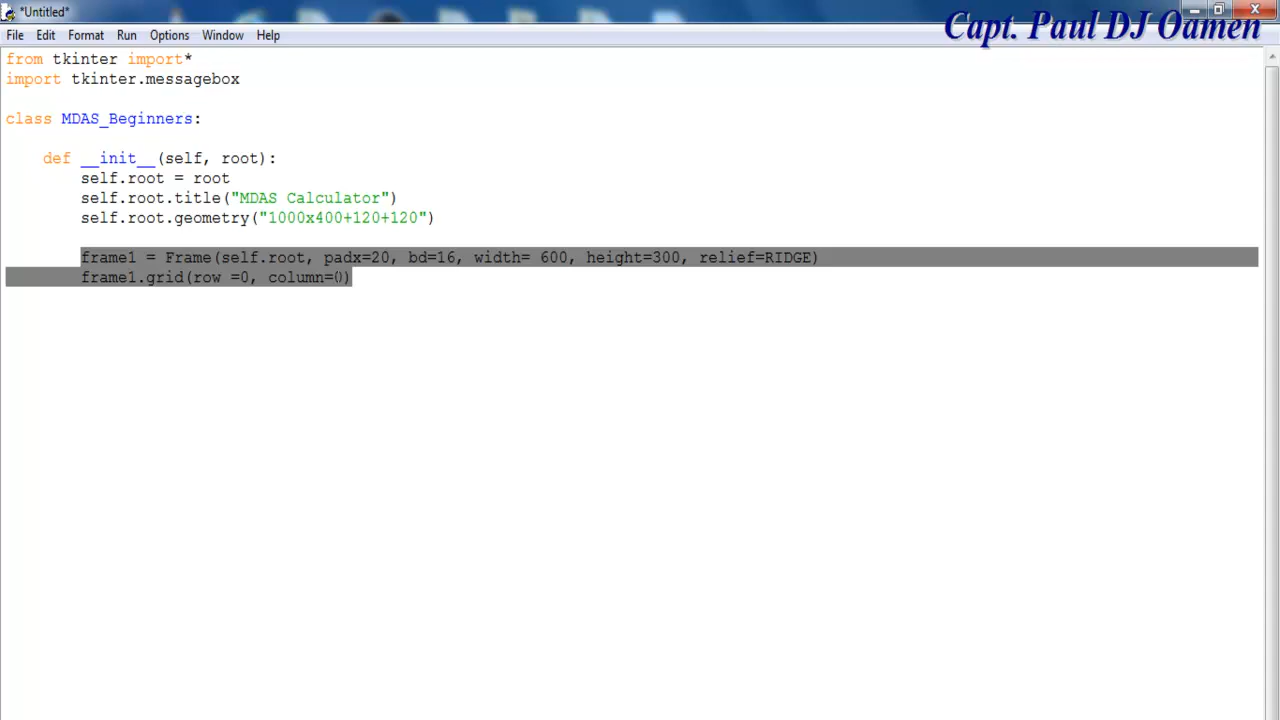 *Untitled*
Capt. Paul DJ Oamen
File Edit Format Run Options Window Help
from tkinter import*
import tkinter.messagebox
class MDAS_Beginners:
def __init__(self, root):
self.root = root
self.root.title("MDAS Calculator")
self.root.geometry("1000x400+120+120")
frame1 = Frame(self.root, padx=20, bd=16, width= 600, height=300, relief=RIDGE)
frame1.grid(row =0, column=0)